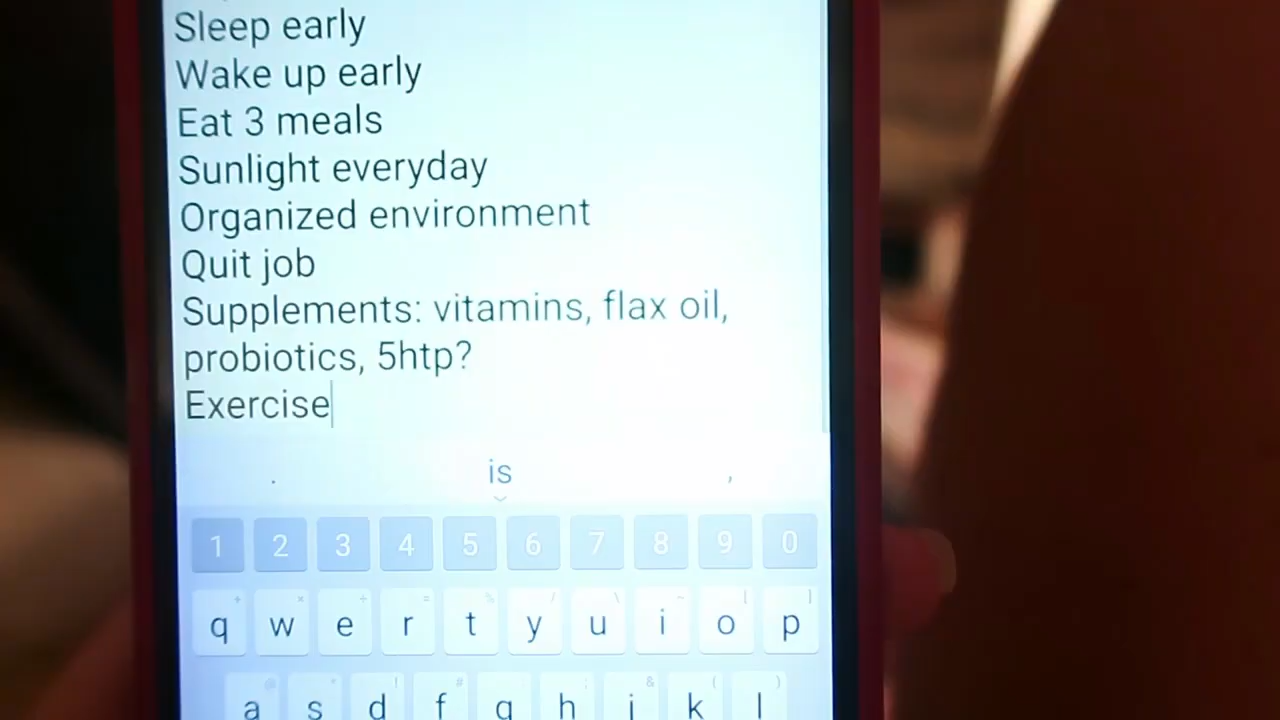 Sleep early
Wake up early
Eat 3 meals
Sunlight everyday
Organized environment
Quit job
Supplements: vitamins, flax oil,
probiotics, 5htp?
Exercise
. is ,
1 2 3 4 5 6 7 8 9 0
q w e r t y u i o p
a s d f g h j k l